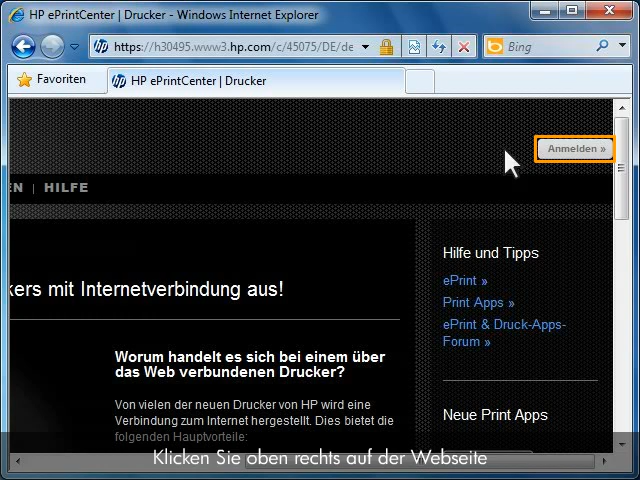 HP ePrintCenter | Drucker - Windows Internet Explorer
https://h30495.www3.hp.com/c/45075/DE/de
Bing
Favoriten
HP ePrintCenter | Drucker
Anmelden »
EN | HILFE
Hilfe und Tipps
ePrint »
kers mit Internetverbindung aus!
Print Apps »
ePrint & Druck-Apps-
Forum »
Worum handelt es sich bei einem über
das Web verbundenen Drucker?
Von vielen der neuen Drucker von HP wird eine
Verbindung zum Internet hergestellt. Dies bietet die
folgenden Hauptvorteile:
Neue Print Apps
Klicken Sie oben rechts auf der Webseite